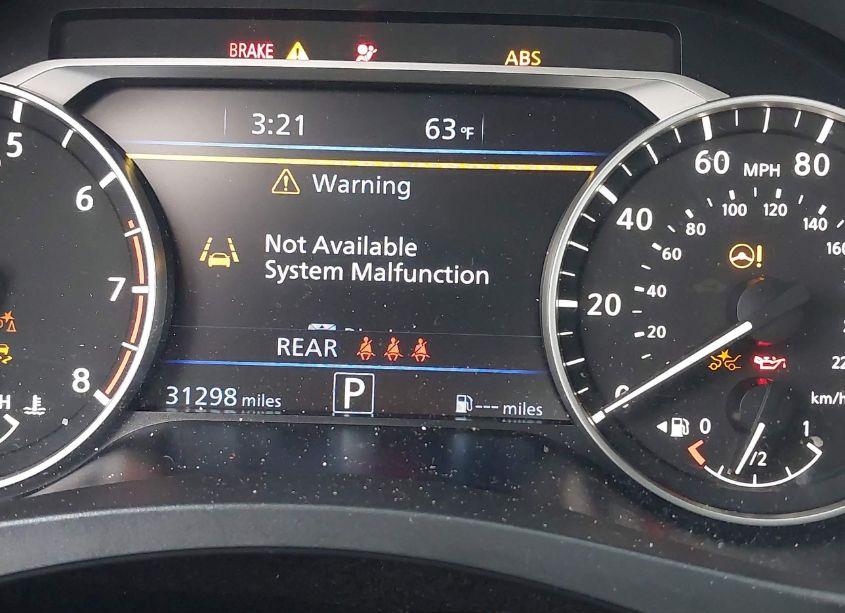 BRAKE ABS
3:21 63 °F
Warning
Not Available
System Malfunction
REAR
31298 miles P --- miles
5
6
7
8
H
20 40 60 80
MPH
20 40 60 80 100 120 140
km/h
0 1/2 1